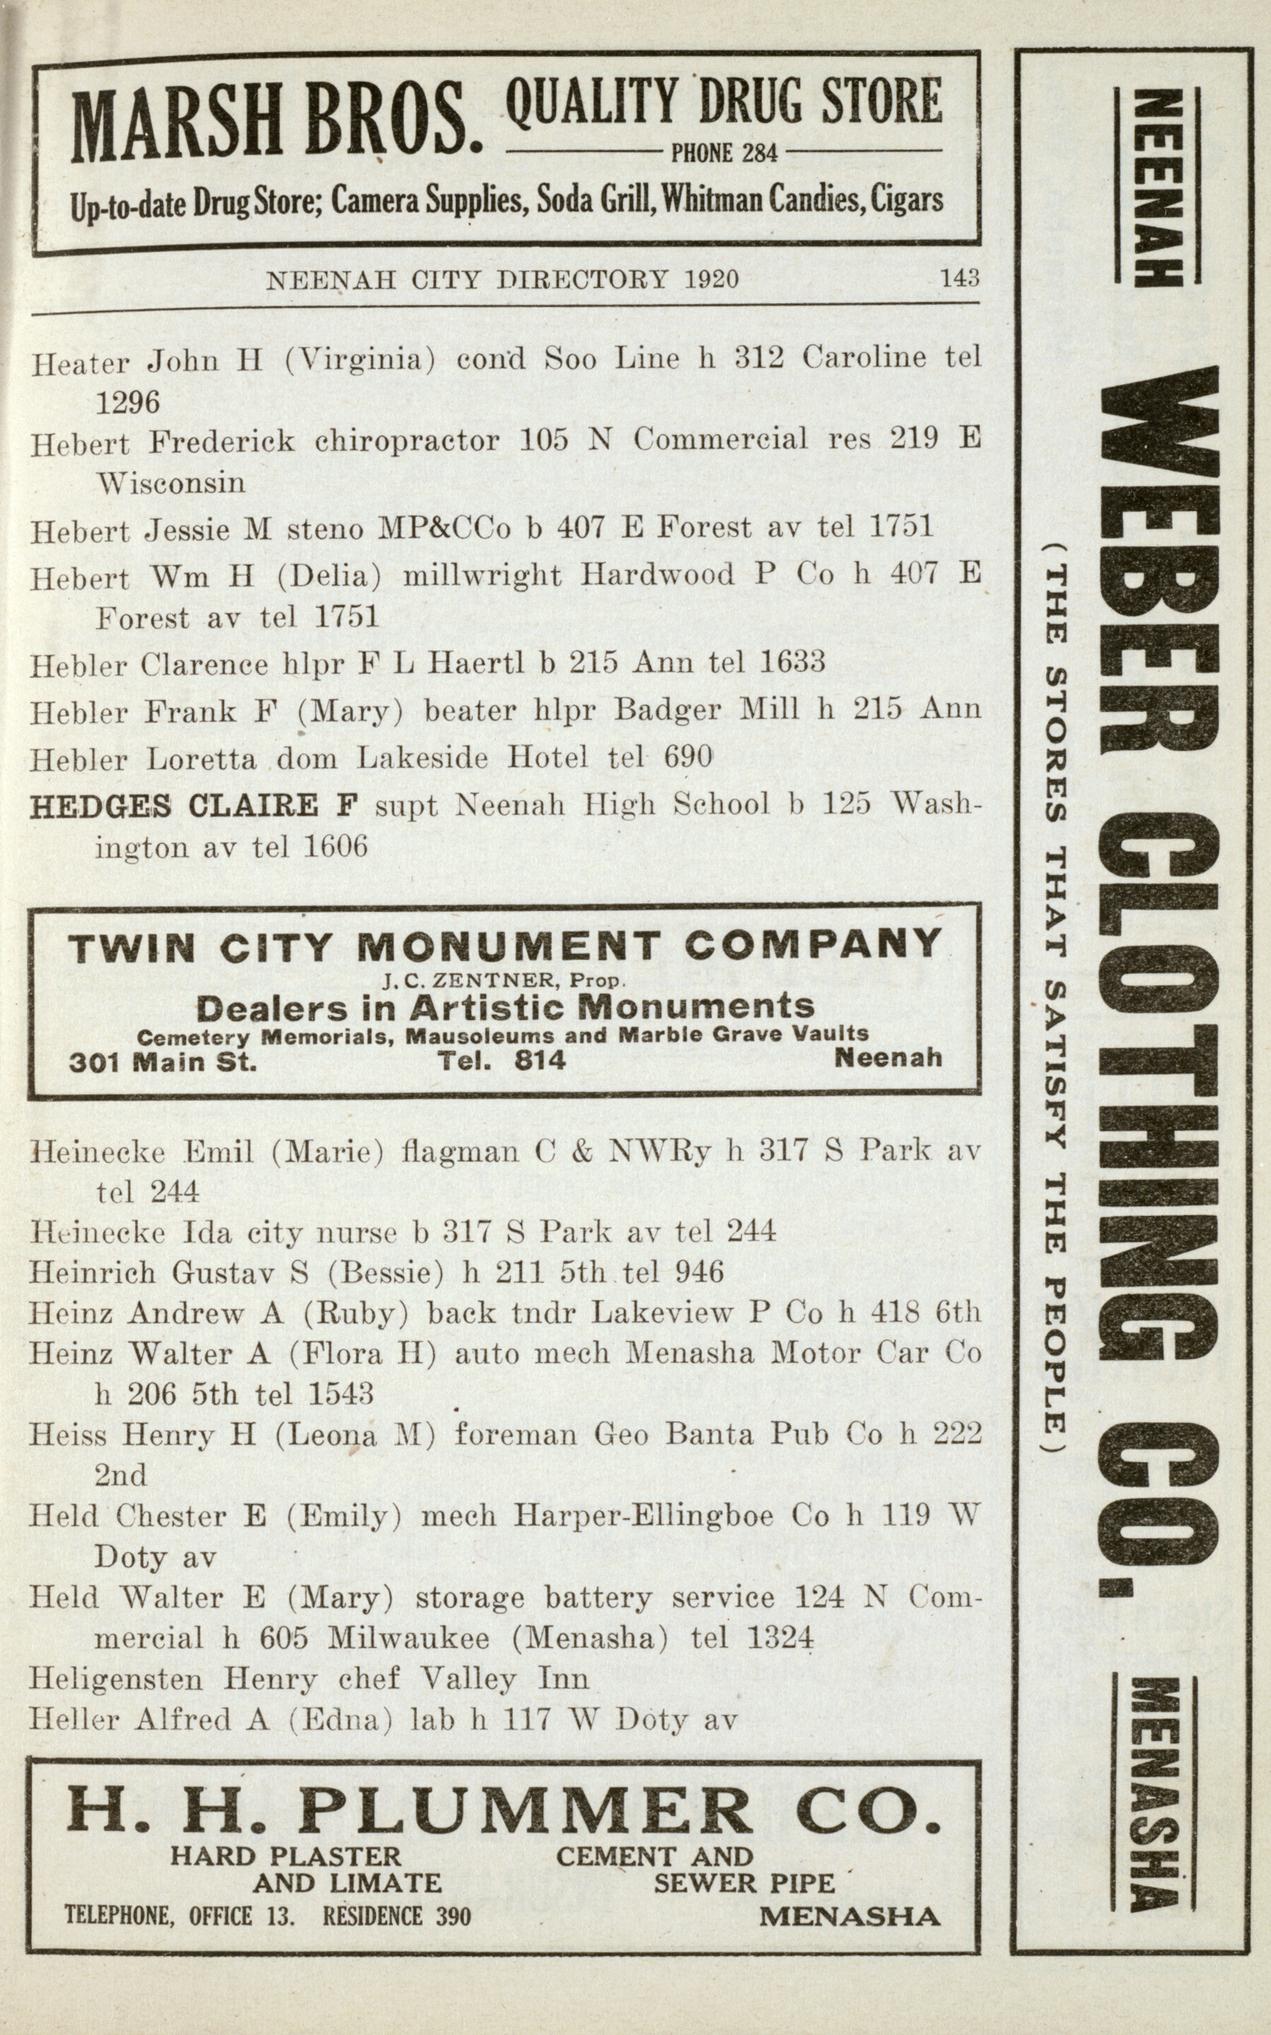 MARSH BROS. QUALITY DRUG STORE
PHONE 284
Up-to-date Drug Store; Camera Supplies, Soda Grill, Whitman Candies, Cigars
NEENAH CITY DIRECTORY 1920 143
Heater John H (Virginia) cond Soo Line h 312 Caroline tel
1296
Hebert Frederick chiropractor 105 N Commercial res 219 E
Wisconsin
Hebert Jessie M steno MP&CCo b 407 E Forest av tel 1751
Hebert Wm H (Delia) millwright Hardwood P Co h 407 E
Forest av tel 1751
Hebler Clarence hlpr F L Haertl b 215 Ann tel 1633
Hebler Frank F (Mary) beater hlpr Badger Mill h 215 Ann
Hebler Loretta dom Lakeside Hotel tel 690
HEDGES CLAIRE F supt Neenah High School b 125 Wash-
ington av tel 1606
TWIN CITY MONUMENT COMPANY
J. C. ZENTNER, Prop.
Dealers in Artistic Monuments
Cemetery Memorials, Mausoleums and Marble Grave Vaults
301 Main St. Tel. 814 Neenah
Heinecke Emil (Marie) flagman C & NWRy h 317 S Park av
tel 244
Heinecke Ida city nurse b 317 S Park av tel 244
Heinrich Gustav S (Bessie) h 211 5th tel 946
Heinz Andrew A (Ruby) back tndr Lakeview P Co h 418 6th
Heinz Walter A (Flora H) auto mech Menasha Motor Car Co
h 206 5th tel 1543
Heiss Henry H (Leona M) foreman Geo Banta Pub Co h 222
2nd
Held Chester E (Emily) mech Harper-Ellingboe Co h 119 W
Doty av
Held Walter E (Mary) storage battery service 124 N Com-
mercial h 605 Milwaukee (Menasha) tel 1324
Heligensten Henry chef Valley Inn
Heller Alfred A (Edna) lab h 117 W Doty av
H. H. PLUMMER CO.
HARD PLASTER CEMENT AND
AND LIMATE SEWER PIPE
TELEPHONE, OFFICE 13. RESIDENCE 390 MENASHA
NEENAH WEBER CLOTHING CO. MENASHA
(THE STORES THAT SATISFY THE PEOPLE)